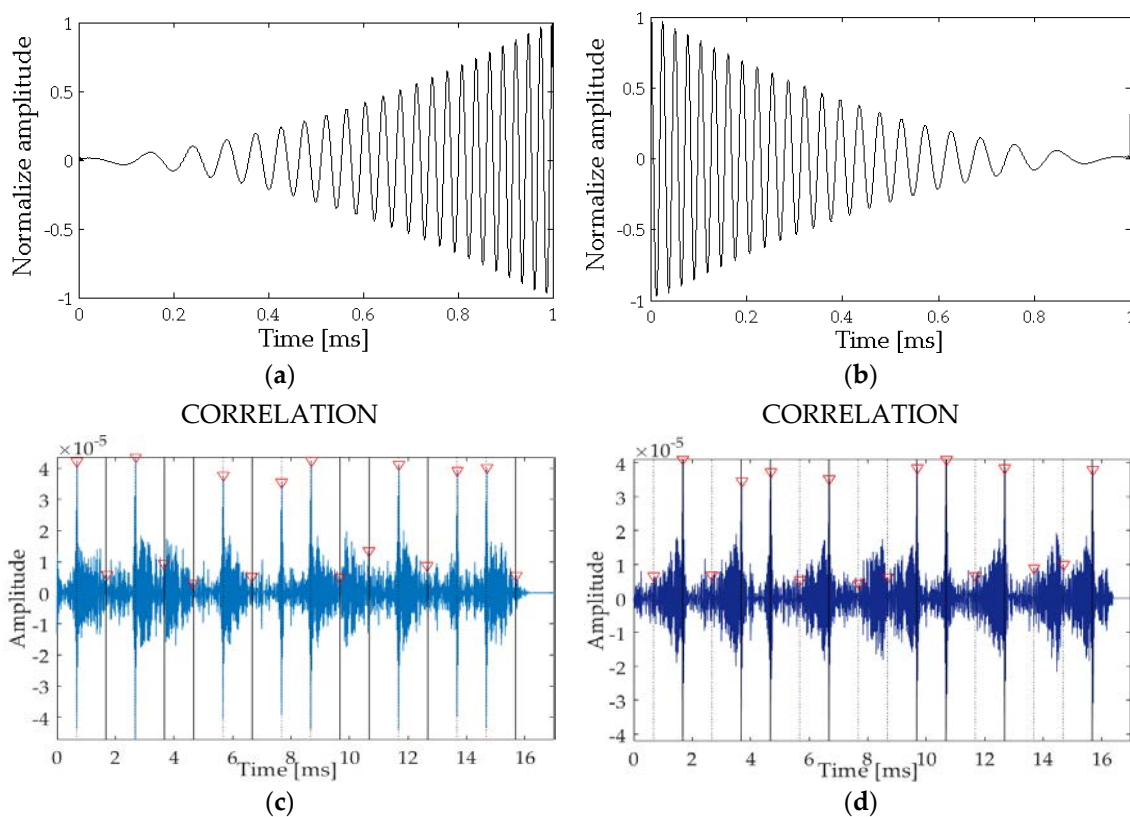 1
0.5
0
-0.5
-1
Normalize amplitude
0 0.2 0.4 0.6 0.8 1
Time [ms]
(a)
1
0.5
0
-0.5
-1
Normalize amplitude
0 0.2 0.4 0.6 0.8 1
Time [ms]
(b)
CORRELATION
×10-5
4
3
2
1
0
-1
-2
-3
-4
Amplitude
0 2 4 6 8 10 12 14 16
Time [ms]
(c)
CORRELATION
×10-5
4
3
2
1
0
-1
-2
-3
-4
Amplitude
0 2 4 6 8 10 12 14 16
Time [ms]
(d)